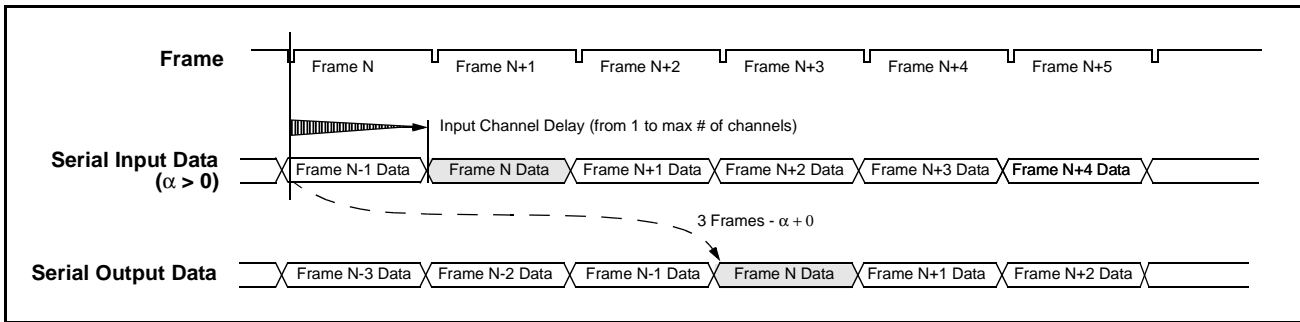 Frame
Frame N Frame N+1 Frame N+2 Frame N+3 Frame N+4 Frame N+5
Input Channel Delay (from 1 to max # of channels)
Serial Input Data
(α > 0)
Frame N-1 Data Frame N Data Frame N+1 Data Frame N+2 Data Frame N+3 Data Frame N+4 Data
3 Frames - α + 0
Serial Output Data
Frame N-3 Data Frame N-2 Data Frame N-1 Data Frame N Data Frame N+1 Data Frame N+2 Data